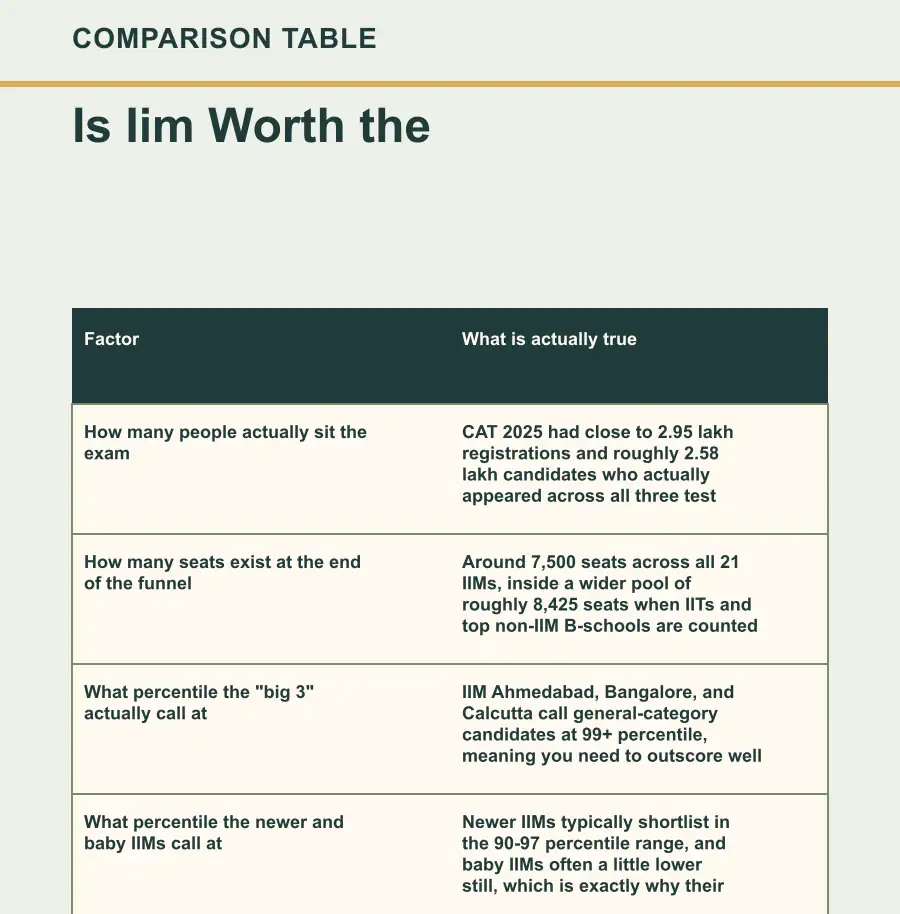 COMPARISON TABLE
Is Iim Worth the
Factor
What is actually true
How many people actually sit the
exam
CAT 2025 had close to 2.95 lakh
registrations and roughly 2.58
lakh candidates who actually
appeared across all three test
How many seats exist at the end
of the funnel
Around 7,500 seats across all 21
IIMs, inside a wider pool of
roughly 8,425 seats when IITs and
top non-IIM B-schools are counted
What percentile the "big 3"
actually call at
IIM Ahmedabad, Bangalore, and
Calcutta call general-category
candidates at 99+ percentile,
meaning you need to outscore well
What percentile the newer and
baby IIMs call at
Newer IIMs typically shortlist in
the 90-97 percentile range, and
baby IIMs often a little lower
still, which is exactly why their